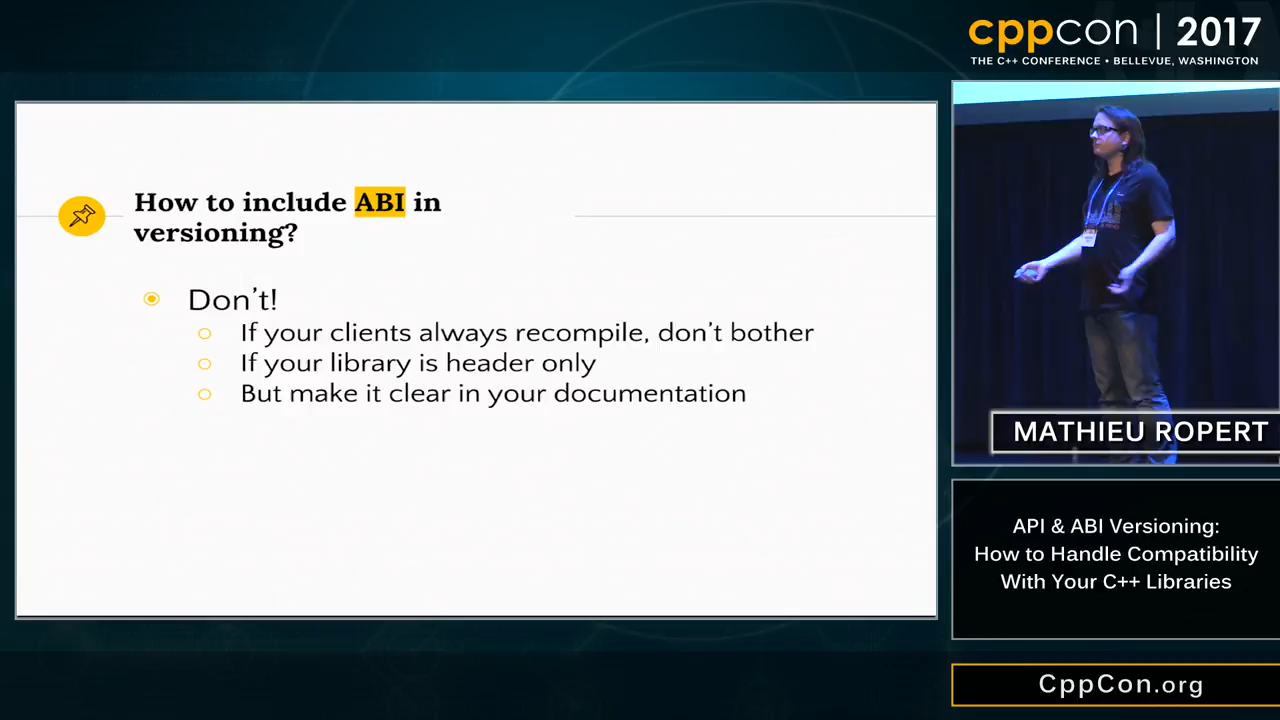 cppcon | 2017
THE C++ CONFERENCE • BELLEVUE, WASHINGTON
How to include ABI in
versioning?
Don't!
If your clients always recompile, don't bother
If your library is header only
But make it clear in your documentation
MATHIEU ROPERT
API & ABI Versioning:
How to Handle Compatibility
With Your C++ Libraries
CppCon.org